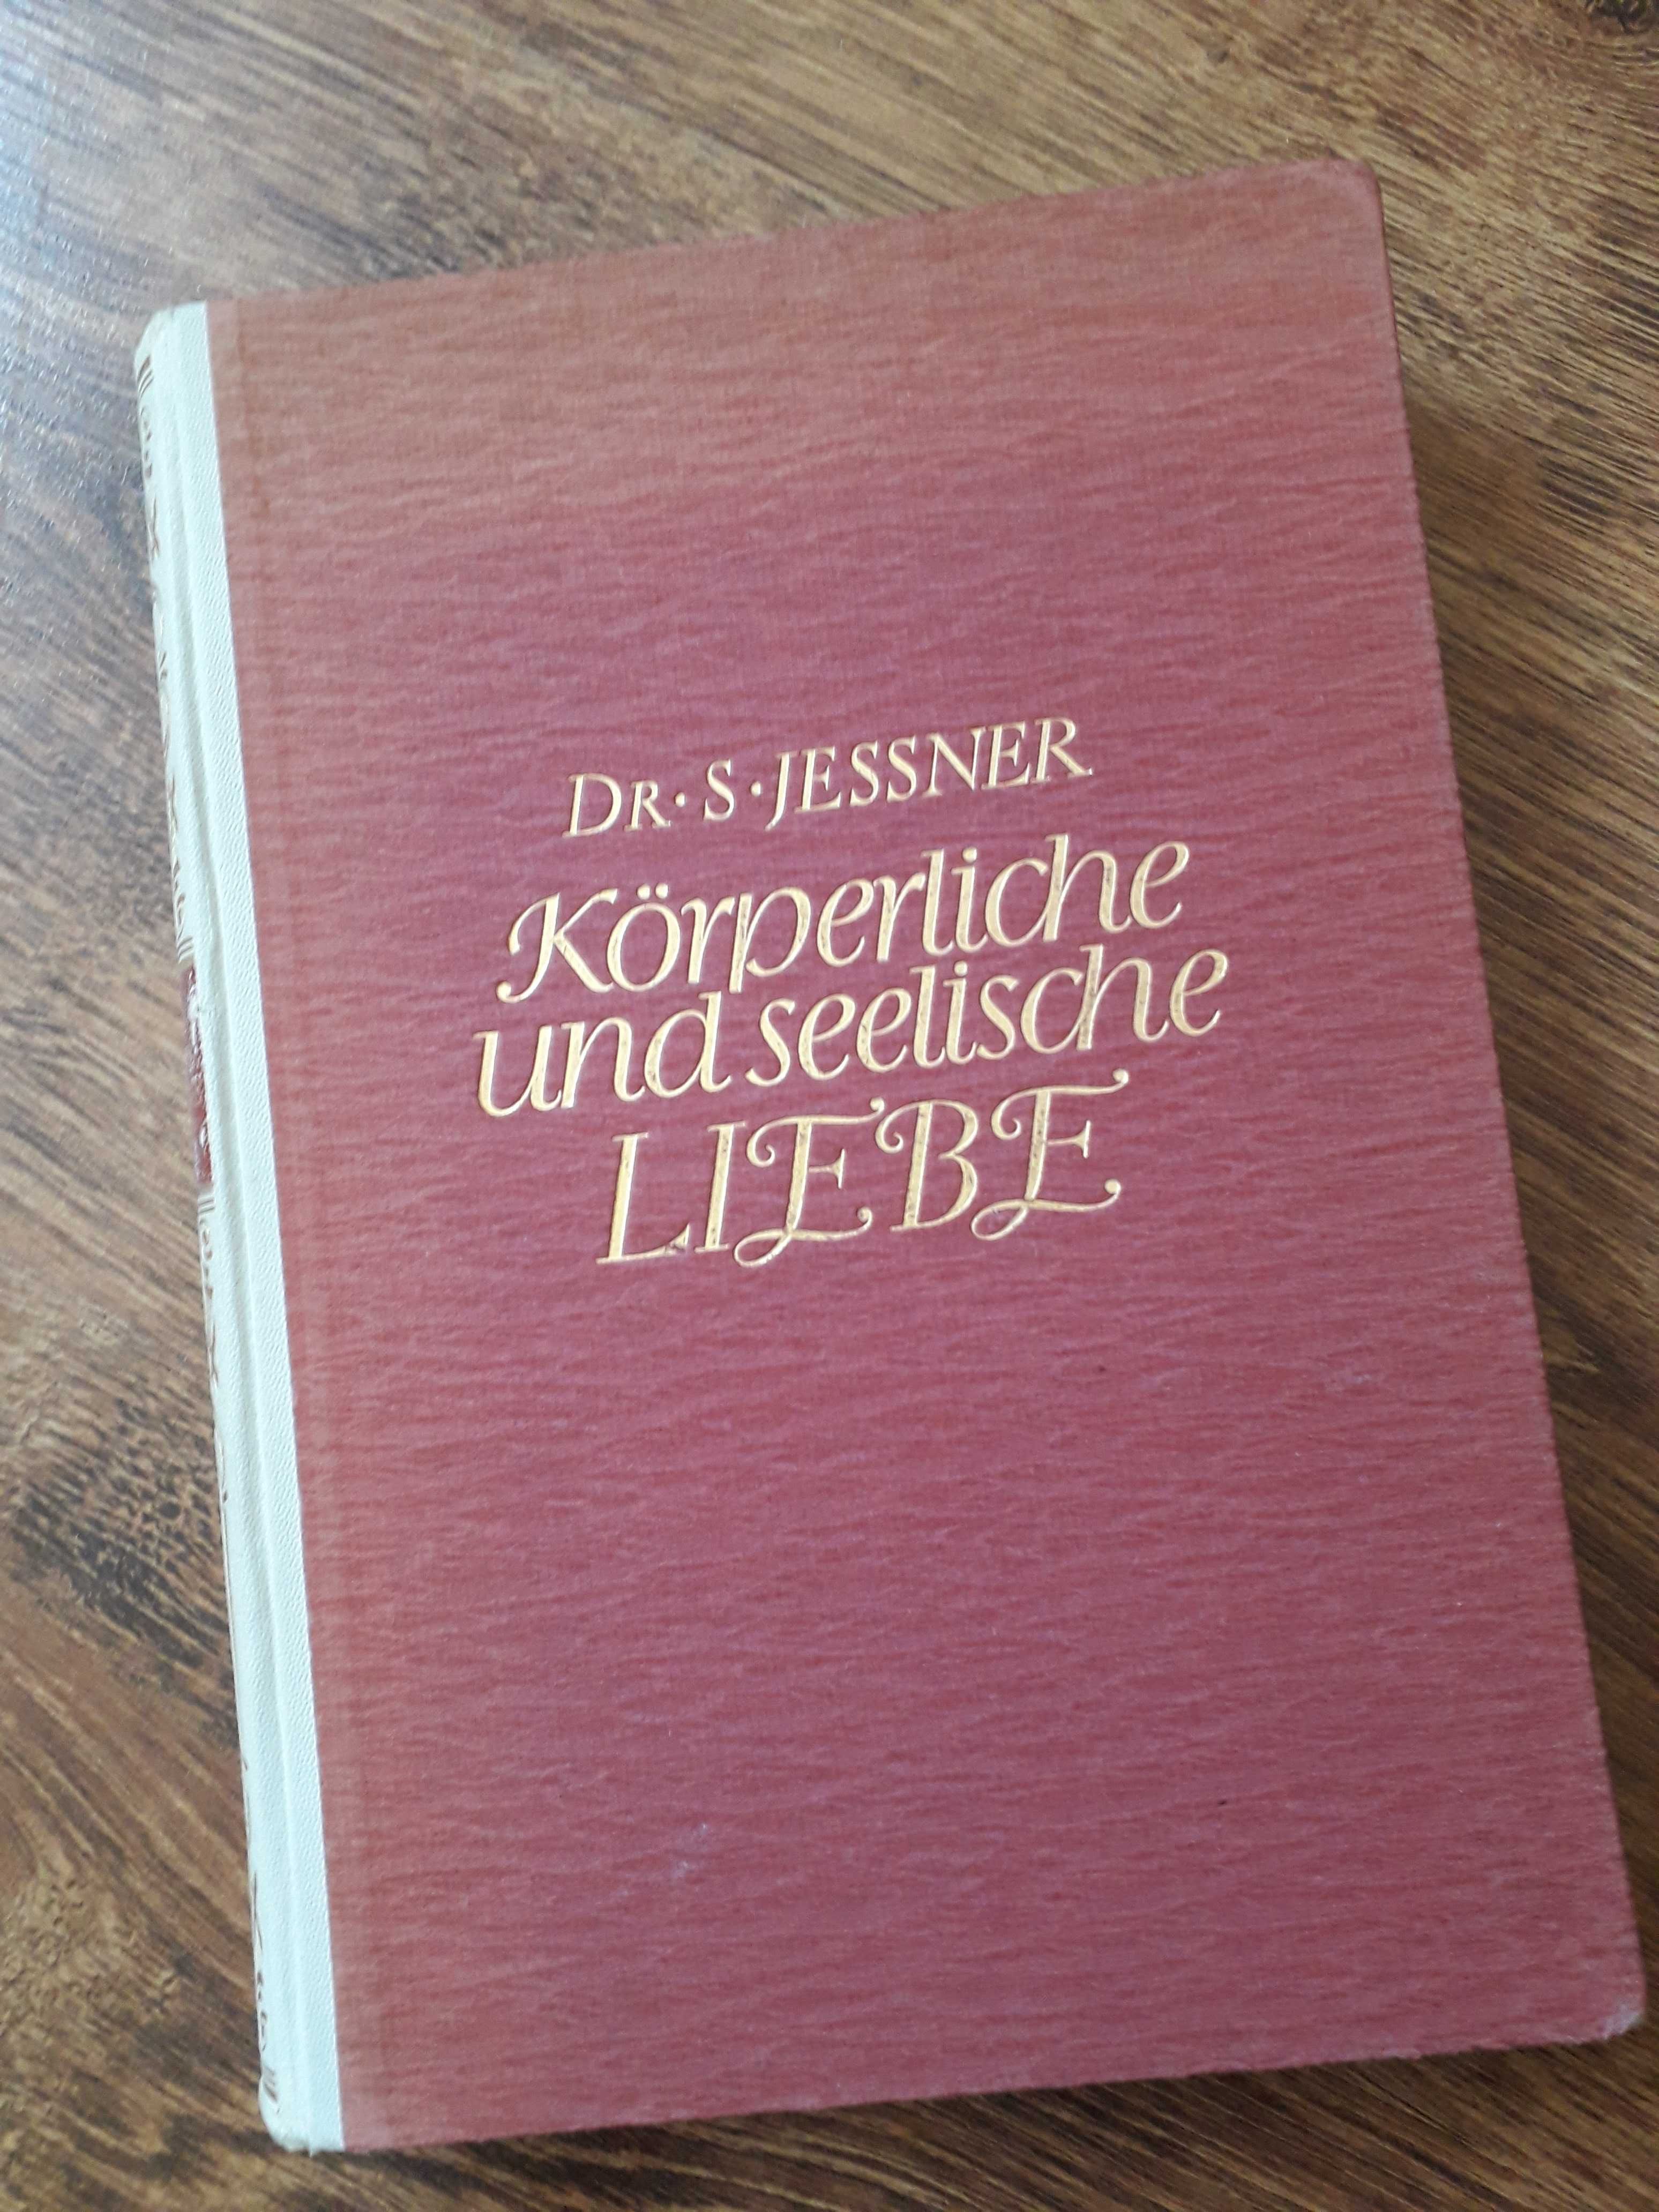 DR·S·JESSNER
Körperliche
und seelische
LIEBE